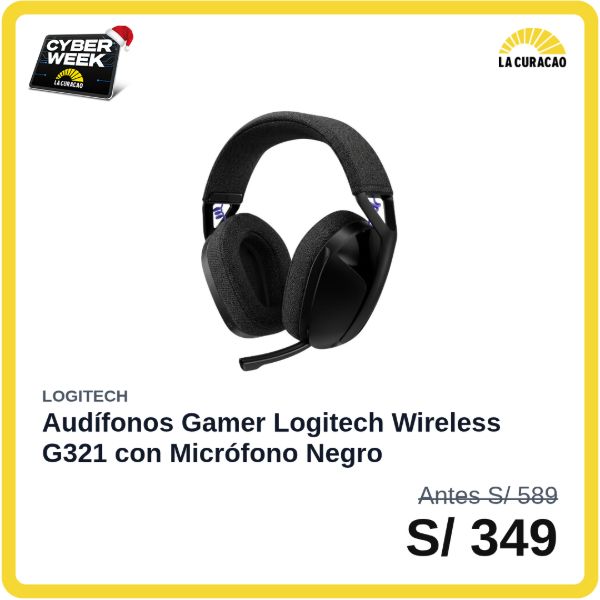 CYBER
WEEK
LA CURACAO
LA CURACAO
LOGITECH
Audífonos Gamer Logitech Wireless
G321 con Micrófono Negro
Antes S/ 589
S/ 349